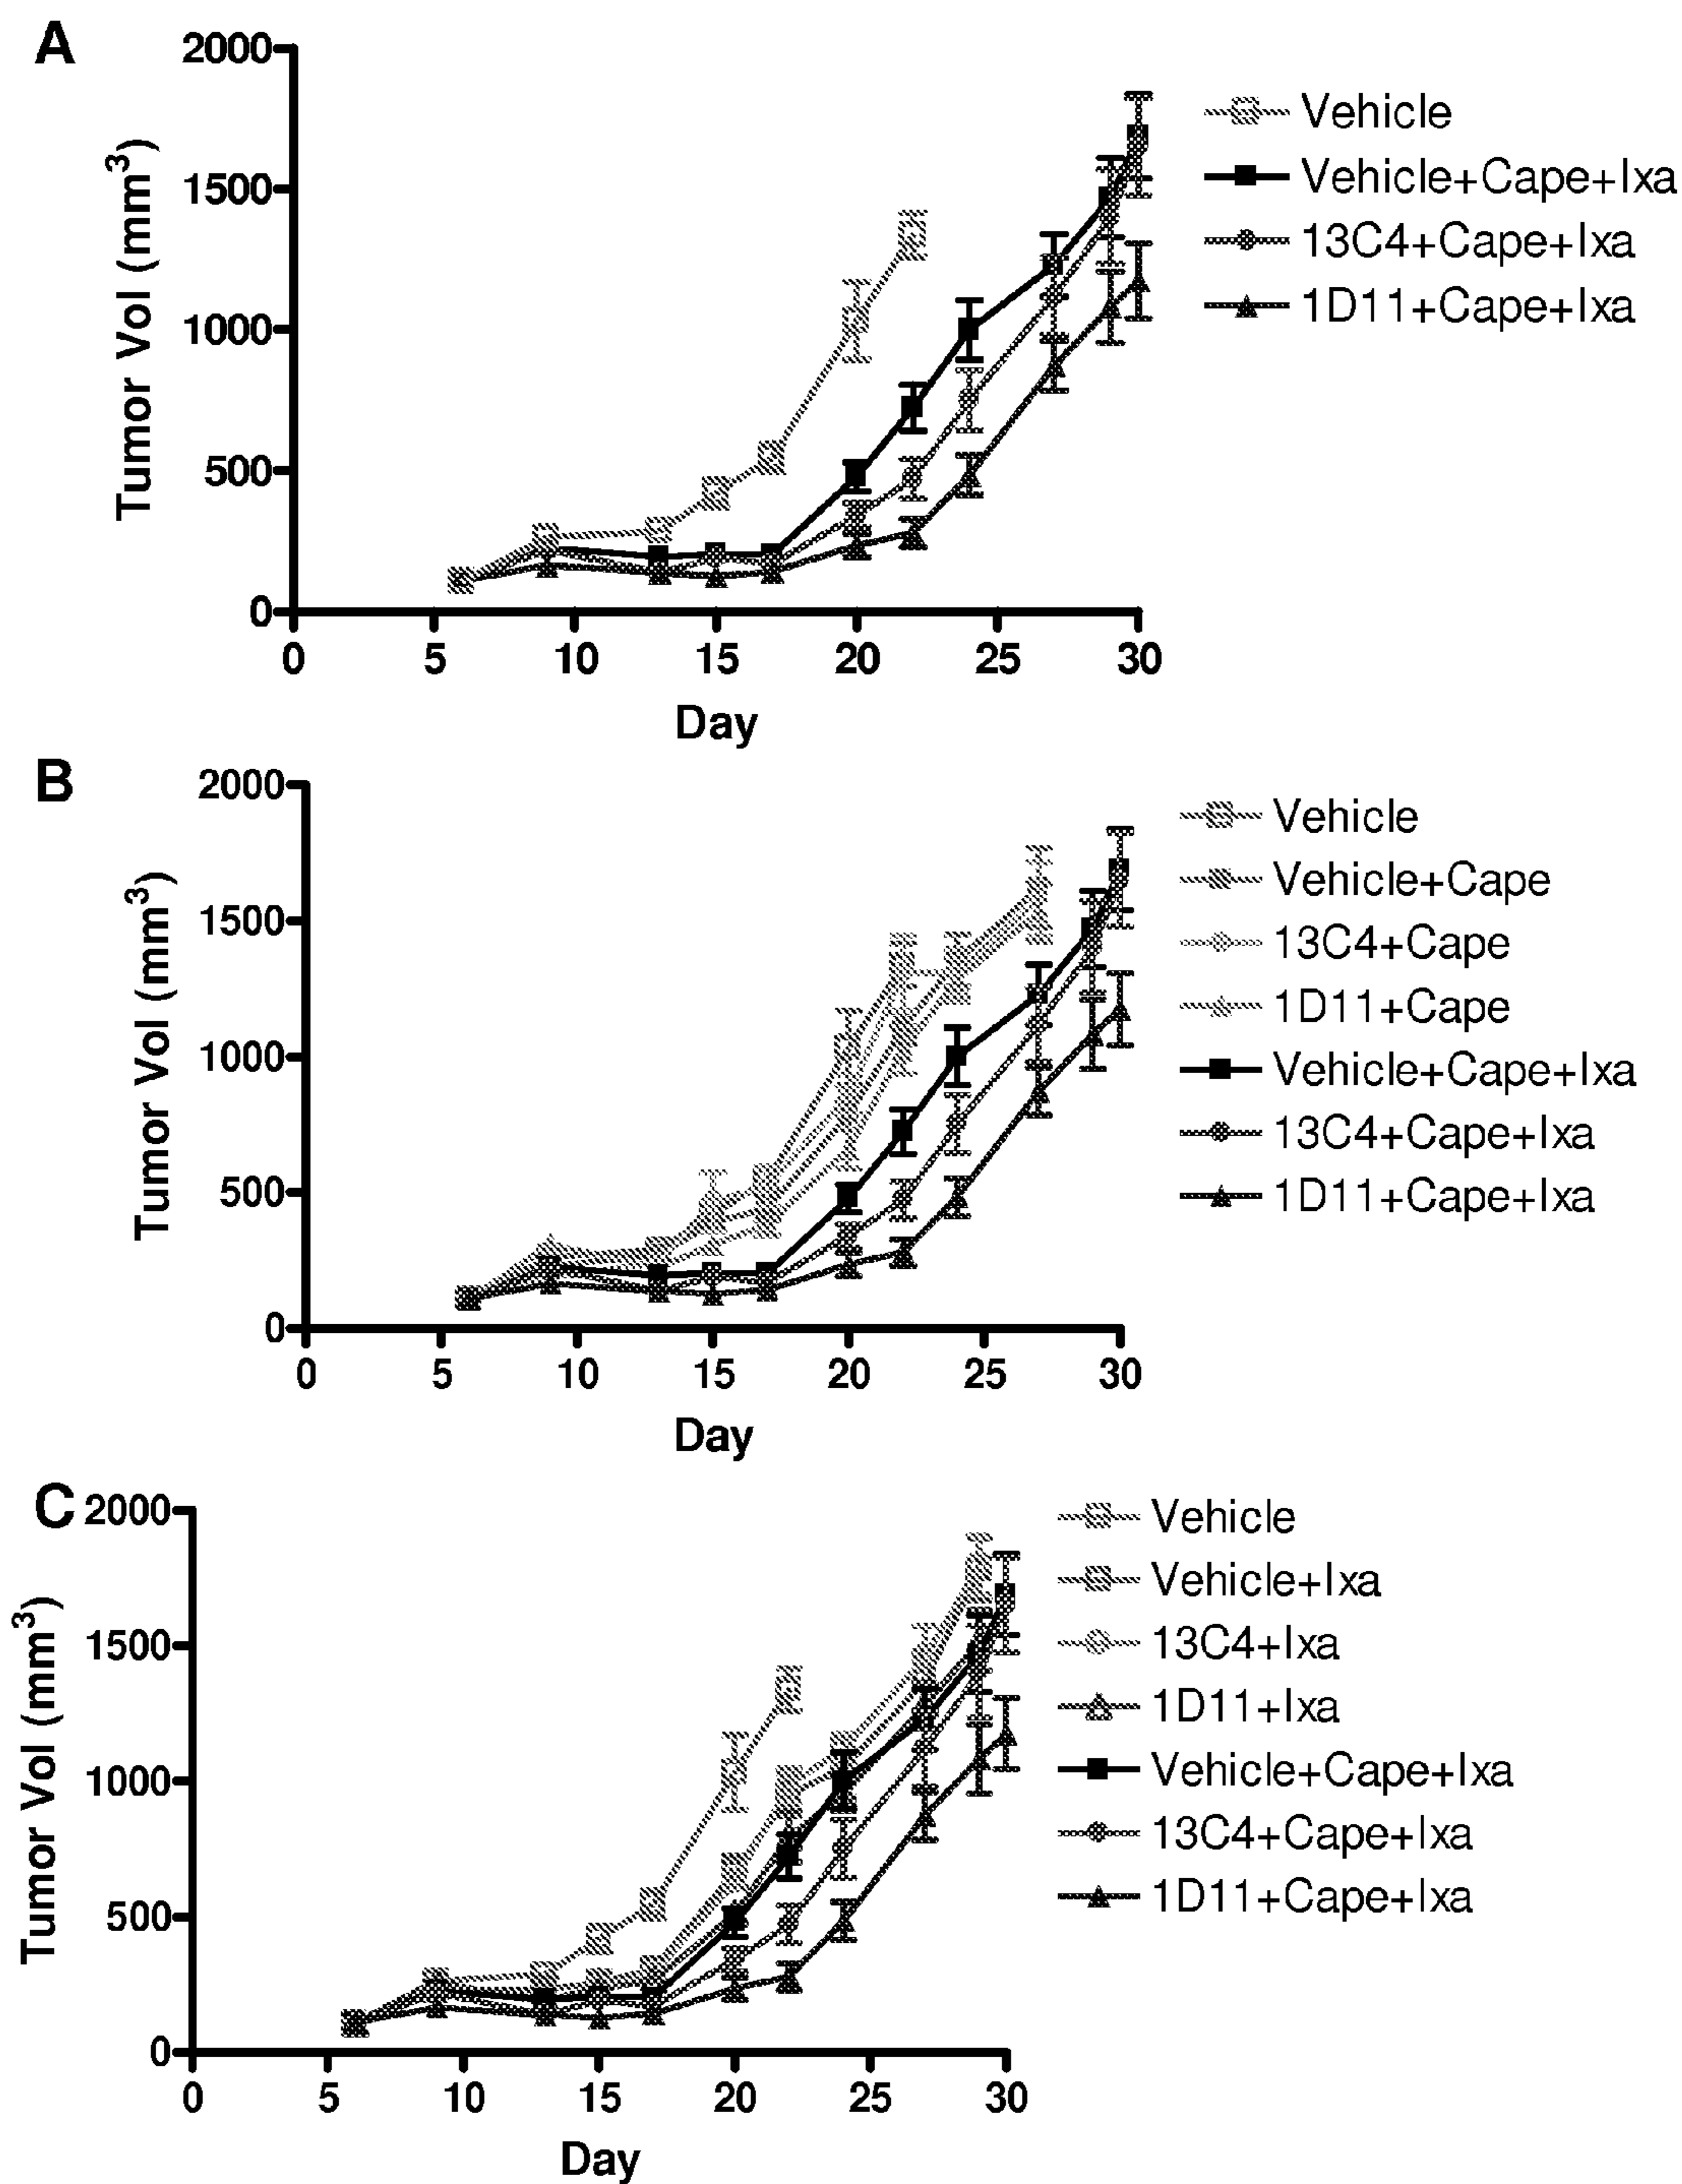 A
2000
1500
1000
500
0
Tumor Vol (mm³)
0 5 10 15 20 25 30
Day
Vehicle
Vehicle+Cape+Ixa
13C4+Cape+Ixa
1D11+Cape+Ixa
B
2000
1500
1000
500
0
Tumor Vol (mm³)
0 5 10 15 20 25 30
Day
Vehicle
Vehicle+Cape
13C4+Cape
1D11+Cape
Vehicle+Cape+Ixa
13C4+Cape+Ixa
1D11+Cape+Ixa
C
2000
1500
1000
500
0
Tumor Vol (mm³)
0 5 10 15 20 25 30
Day
Vehicle
Vehicle+Ixa
13C4+Ixa
1D11+Ixa
Vehicle+Cape+Ixa
13C4+Cape+Ixa
1D11+Cape+Ixa